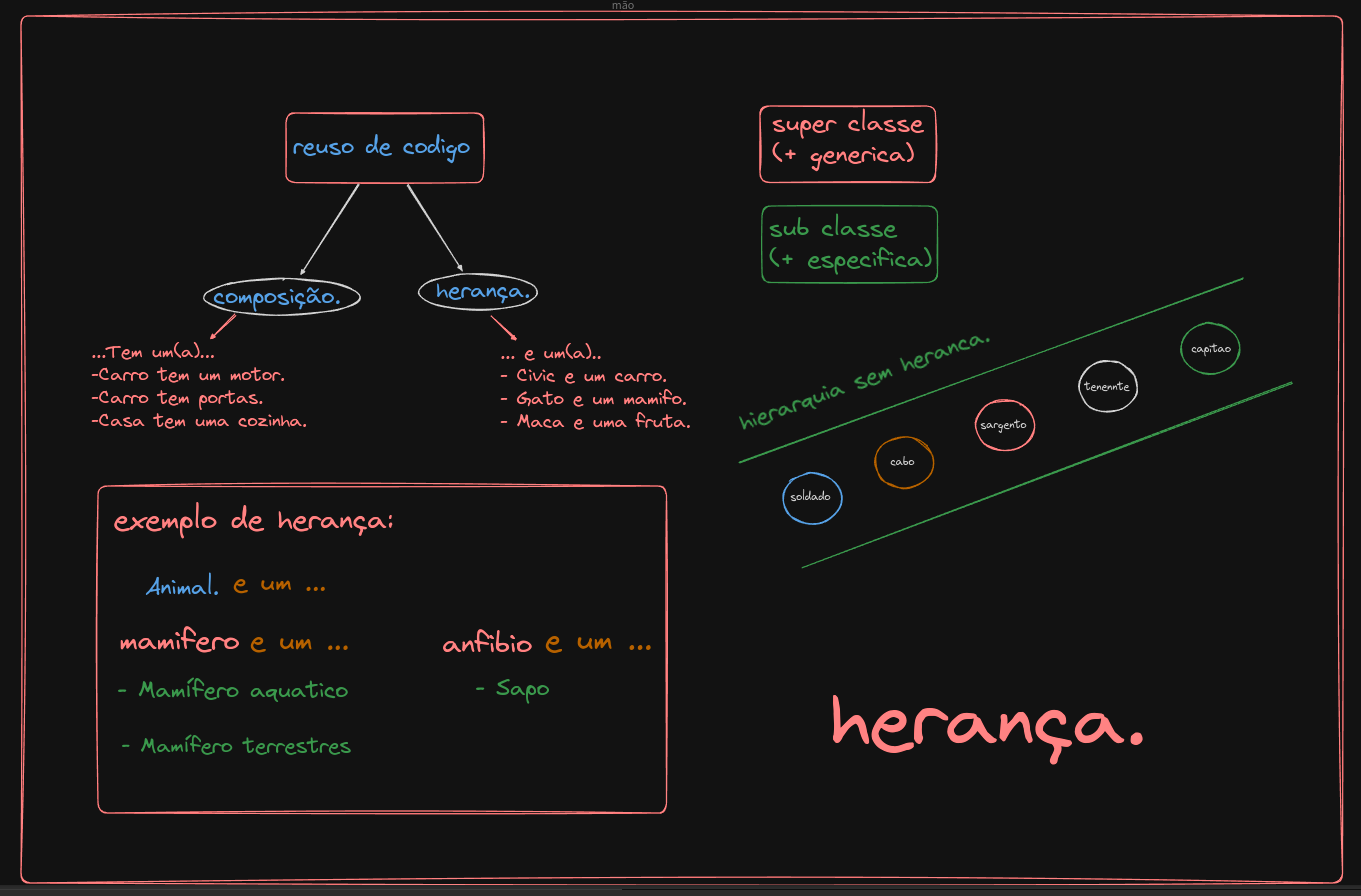 mão
reuso de codigo
composição.
herança.
...Tem um(a)...
-Carro tem um motor.
-Carro tem portas.
-Casa tem uma cozinha.
... e um(a)..
- Civic e um carro.
- Gato e um mamifo.
- Maca e uma fruta.
super classe
(+ generica)
sub classe
(+ especifica)
hierarquia sem heranca.
soldado
cabo
sargento
tenennte
capitao
exemplo de herança:
Animal. e um ...
mamifero e um ...
- Mamífero aquatico
- Mamífero terrestres
anfibio e um ...
- Sapo
herança.